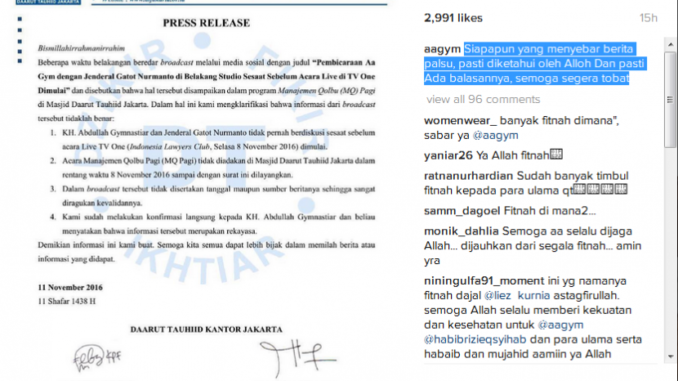 DAARUT TAUHIID JAKARTA
PRESS RELEASE
Bismillahirrahmanirrahim
Beberapa waktu belakangan beredar broadcast melalui media sosial dengan judul "Pembicaraan Aa
Gym dengan Jenderal Gatot Nurmanto di Belakang Studio Sesaat Sebelum Acara Live di TV One
Dimulai" dan disebutkan bahwa hal tersebut disampaikan dalam program Manajemen Qolbu (MQ) Pagi
di Masjid Daarut Tauhiid Jakarta. Dalam hal ini kami mengklarifikasi bahwa informasi dari broadcast
tersebut tidaklah benar:
1. KH. Abdullah Gymnastiar dan Jenderal Gatot Nurmanto tidak pernah berdiskusi sesaat sebelum
acara Live TV One (Indonesia Lawyers Club, Selasa 8 November 2016) dimulai.
2. Acara Manajemen Qolbu Pagi (MQ Pagi) tidak diadakan di Masjid Daarut Tauhiid Jakarta dalam
rentang waktu 8 November 2016 sampai dengan surat ini dilayangkan.
3. Dalam broadcast tersebut tidak disertakan tanggal maupun sumber beritanya sehingga sangat
diragukan kevalidannya.
4. Kami sudah melakukan konfirmasi langsung kepada KH. Abdullah Gymnastiar dan beliau
menyatakan bahwa informasi tersebut merupakan rekayasa.
Demikian informasi ini kami buat. Semoga kita semua dapat lebih bijak dalam memilah berita atau
informasi yang didapat.
IKHTIAR
11 November 2016
11 Shafar 1438 H
DAARUT TAUHIID KANTOR JAKARTA
2,991 likes
15h
aagym Siapapun yang menyebar berita
palsu, pasti diketahui oleh Alloh Dan pasti
Ada balasannya, semoga segera tobat
view all 96 comments
womenwear_ banyak fitnah dimana",
sabar ya @aagym
yaniar26 Ya Allah fitnah
ratnanurhardian Sudah banyak timbul
fitnah kepada para ulama qt
samm_dagoel Fitnah di mana2...
monik_dahlia Semoga aa selalu dijaga
Allah... dijauhkan dari segala fitnah... amin
yra
niningulfa91_moment ini yg namanya
fitnah dajal @liez_kurnia astagfirullah.
semoga Allah selalu memberi kekuatan
dan kesehatan untuk @aagym
@habibrizieqsyihab dan para ulama serta
habaib dan mujahid aamiin ya Allah